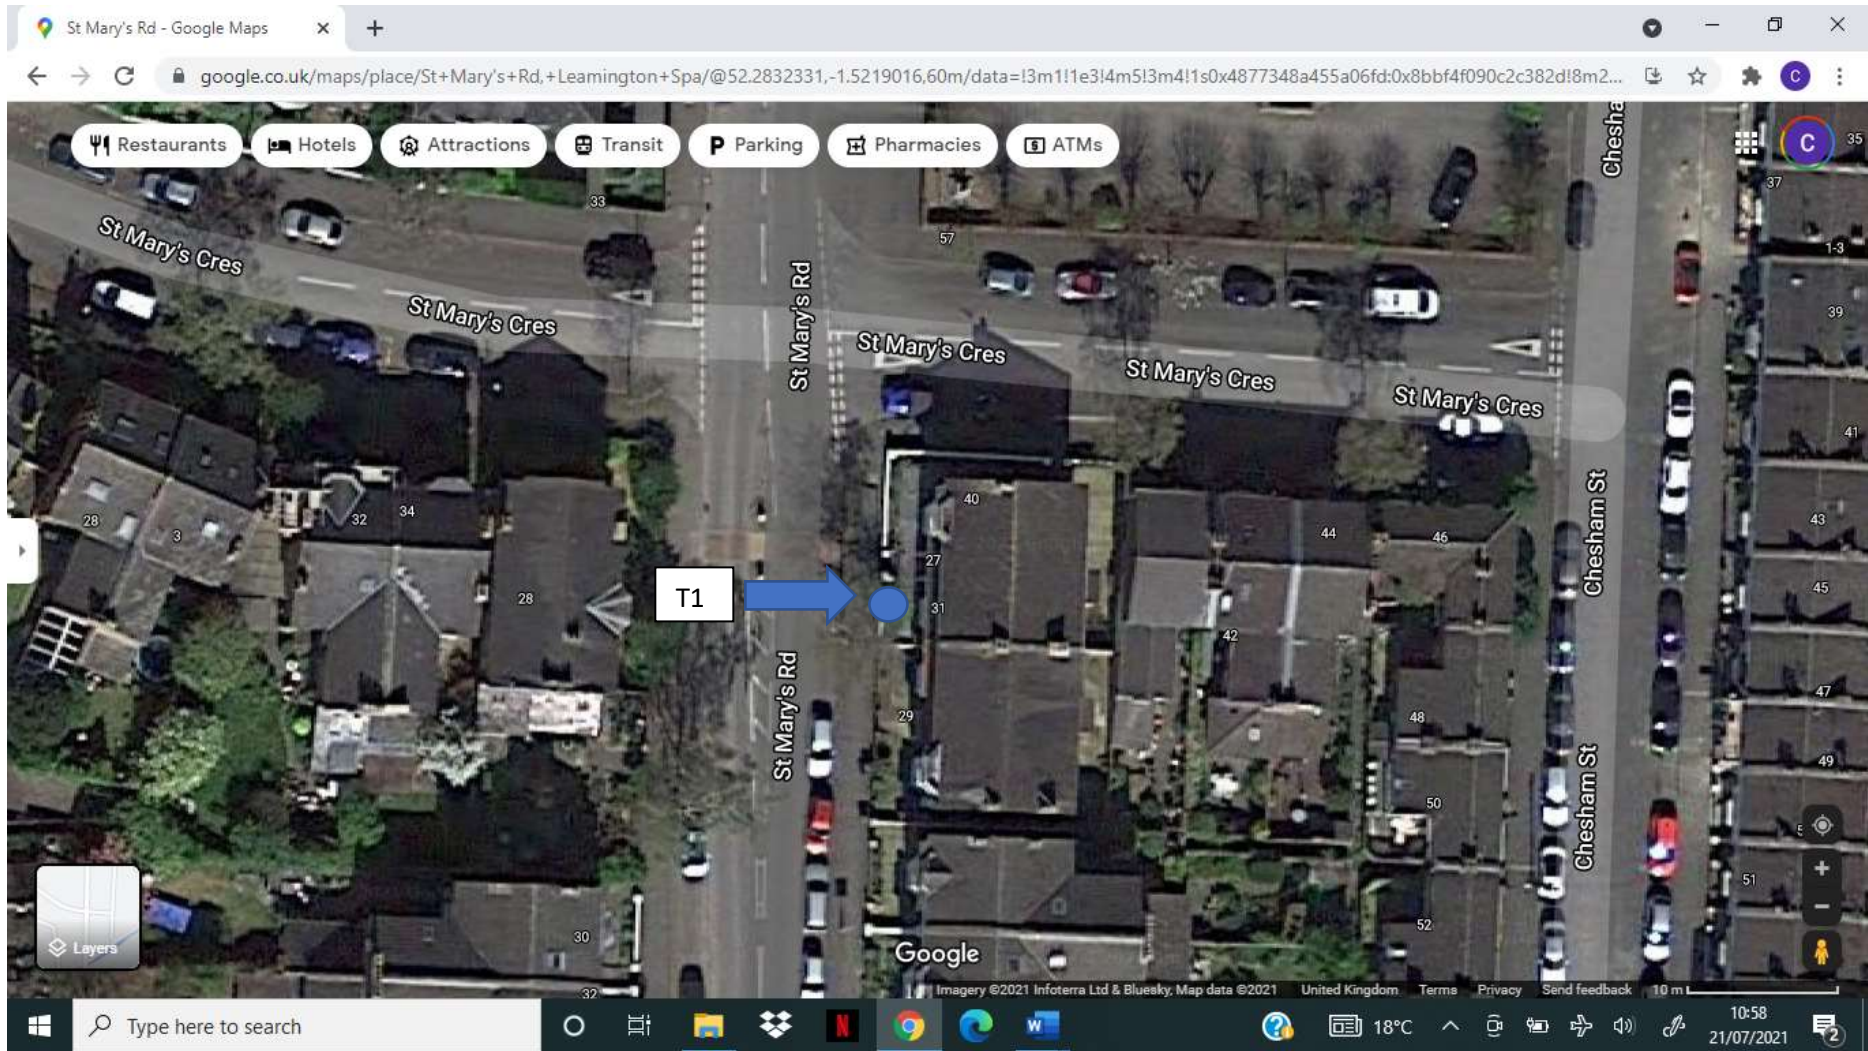 St Mary's Rd - Google Maps
google.co.uk/maps/place/St+Mary's+Rd,+Leamington+Spa/@52.2832331,-1.5219016,60m/data=!3m1!1e3!4m5!3m4!1s0x4877348a455a06fd:0x8bbf4f090c2c382d!8m2...
C
Restaurants
Hotels
Attractions
Transit
P Parking
Pharmacies
ATMs
C
35
Chesha
37
33
57
1-3
St Mary's Cres
St Mary's Cres
St Mary's Rd
St Mary's Cres
St Mary's Cres
St Mary's Cres
39
41
40
34
32
28
3
44
46
43
Chesham St
27
T1
31
28
42
45
St Mary's Rd
29
48
47
49
Chesham St
50
51
52
30
32
Layers
Google
Imagery ©2021 Infoterra Ltd & Bluesky, Map data ©2021
United Kingdom
Terms
Privacy
Send feedback
10 m
Type here to search
N
W
18°C
10:58
21/07/2021
2